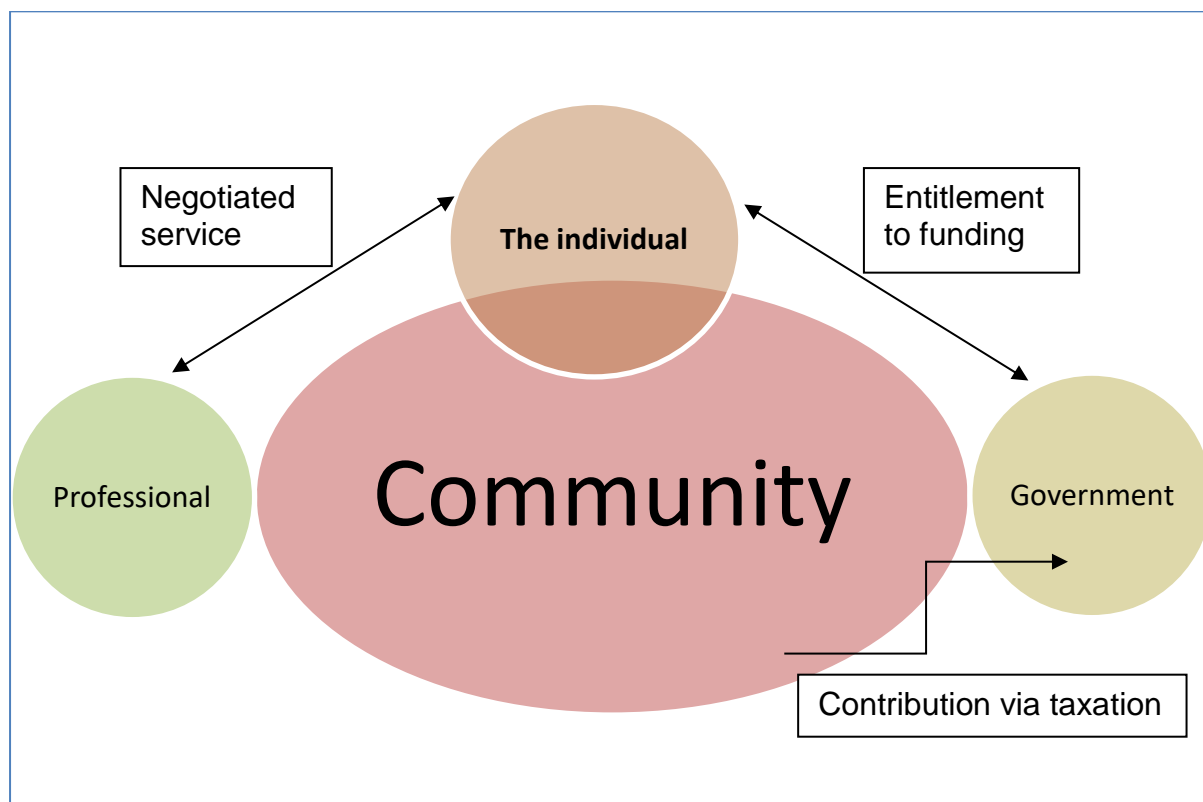 Negotiated
service
Entitlement
to funding
The individual
Community
Professional
Government
Contribution via taxation